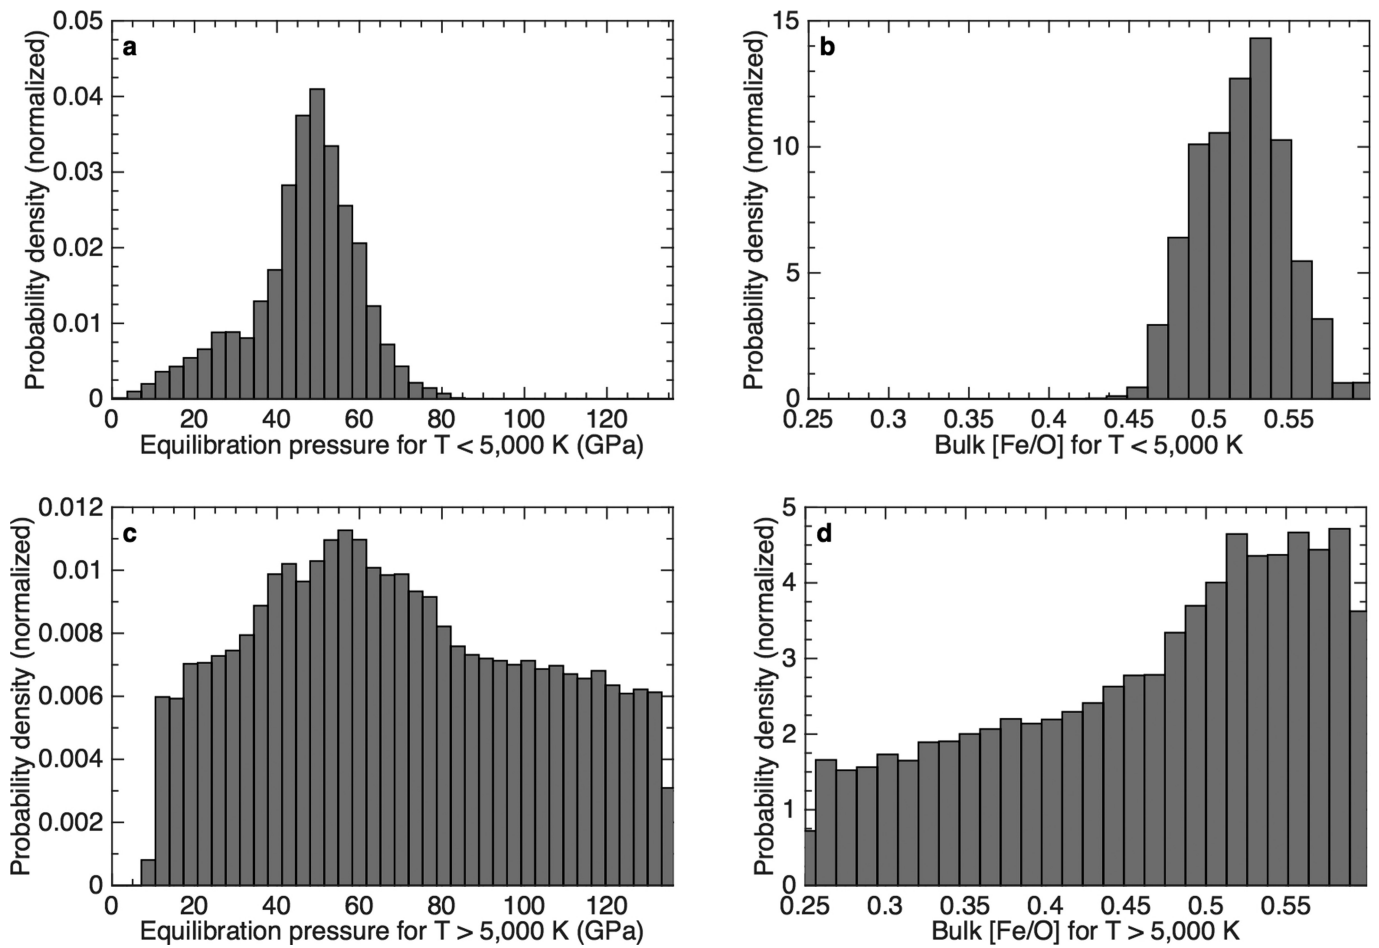 a
Probability density (normalized)
0.05
0.04
0.03
0.02
0.01
0
0 20 40 60 80 100 120
Equilibration pressure for T < 5,000 K (GPa)
b
Probability density (normalized)
15
10
5
0
0.25 0.3 0.35 0.4 0.45 0.5 0.55
Bulk [Fe/O] for T < 5,000 K
c
Probability density (normalized)
0.012
0.01
0.008
0.006
0.004
0.002
0
0 20 40 60 80 100 120
Equilibration pressure for T > 5,000 K (GPa)
d
Probability density (normalized)
5
4
3
2
1
0
0.25 0.3 0.35 0.4 0.45 0.5 0.55
Bulk [Fe/O] for T > 5,000 K